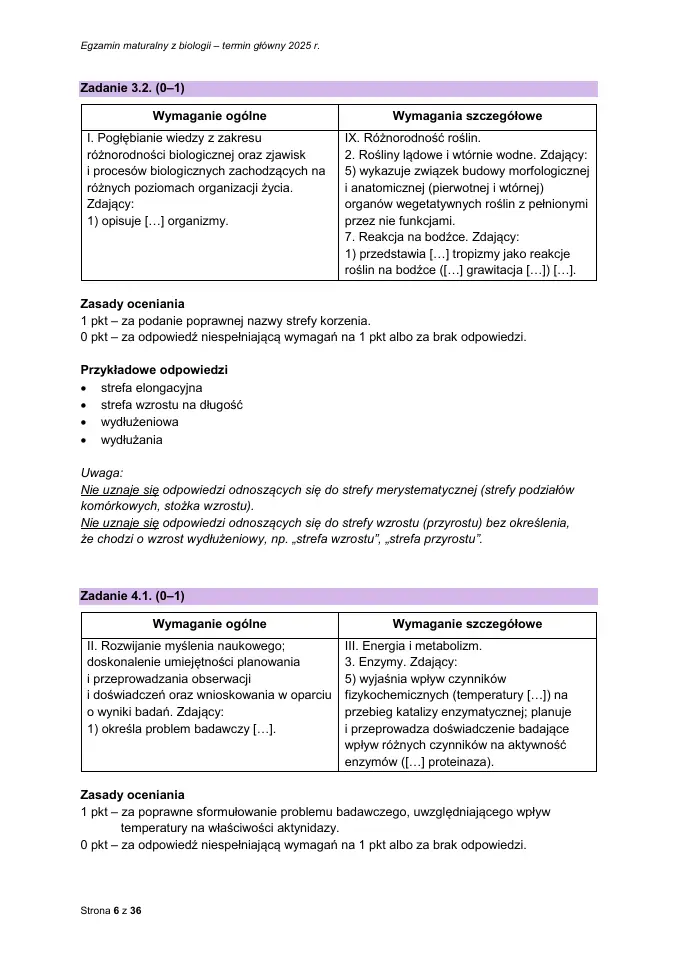 Egzamin maturalny z biologii – termin główny 2025 r.
Zadanie 3.2. (0–1)
Wymaganie ogólne
I. Pogłębianie wiedzy z zakresu
różnorodności biologicznej oraz zjawisk
i procesów biologicznych zachodzących na
różnych poziomach organizacji życia.
Zdający:
1) opisuje […] organizmy.
Wymagania szczegółowe
IX. Różnorodność roślin.
2. Rośliny lądowe i wtórnie wodne. Zdający:
5) wykazuje związek budowy morfologicznej
i anatomicznej (pierwotnej i wtórnej)
organów wegetatywnych roślin z pełnionymi
przez nie funkcjami.
7. Reakcja na bodźce. Zdający:
1) przedstawia […] tropizmy jako reakcje
roślin na bodźce ([…] grawitacja […]) […].
Zasady oceniania
1 pkt – za podanie poprawnej nazwy strefy korzenia.
0 pkt – za odpowiedź niespełniającą wymagań na 1 pkt albo za brak odpowiedzi.
Przykładowe odpowiedzi
• strefa elongacyjna
• strefa wzrostu na długość
• wydłużeniowa
• wydłużania
Uwaga:
Nie uznaje się odpowiedzi odnoszących się do strefy merystematycznej (strefy podziałów
komórkowych, stożka wzrostu).
Nie uznaje się odpowiedzi odnoszących się do strefy wzrostu (przyrostu) bez określenia,
że chodzi o wzrost wydłużeniowy, np. „strefa wzrostu”, „strefa przyrostu”.
Zadanie 4.1. (0–1)
Wymaganie ogólne
II. Rozwijanie myślenia naukowego;
doskonalenie umiejętności planowania
i przeprowadzania obserwacji
i doświadczeń oraz wnioskowania w oparciu
o wyniki badań. Zdający:
1) określa problem badawczy […].
Wymaganie szczegółowe
III. Energia i metabolizm.
3. Enzymy. Zdający:
5) wyjaśnia wpływ czynników
fizykochemicznych (temperatury […]) na
przebieg katalizy enzymatycznej; planuje
i przeprowadza doświadczenie badające
wpływ różnych czynników na aktywność
enzymów ([…] proteinaza).
Zasady oceniania
1 pkt – za poprawne sformułowanie problemu badawczego, uwzględniającego wpływ
temperatury na właściwości aktynidazy.
0 pkt – za odpowiedź niespełniającą wymagań na 1 pkt albo za brak odpowiedzi.
Strona 6 z 36